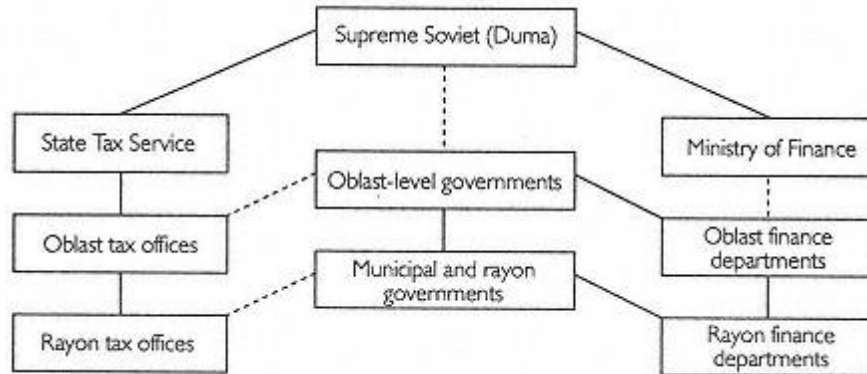 Supreme Soviet (Duma)
State Tax Service
Ministry of Finance
Oblast-level governments
Oblast tax offices
Oblast finance
departments
Municipal and rayon
governments
Rayon tax offices
Rayon finance
departments